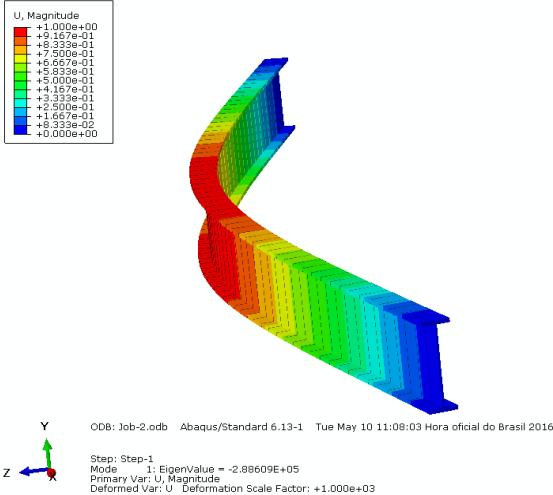 U, Magnitude
+1.000e+00
+9.167e-01
+8.333e-01
+7.500e-01
+6.667e-01
+5.833e-01
+5.000e-01
+4.167e-01
+3.333e-01
+2.500e-01
+1.667e-01
+8.333e-02
+0.000e+00
Y
Z X
ODB: Job-2.odb Abaqus/Standard 6.13-1 Tue May 10 11:08:03 Hora oficial do Brasil 2016
Step: Step-1
Mode 1: EigenValue = -2.88609E+05
Primary Var: U, Magnitude
Deformed Var: U Deformation Scale Factor: +1.000e+03